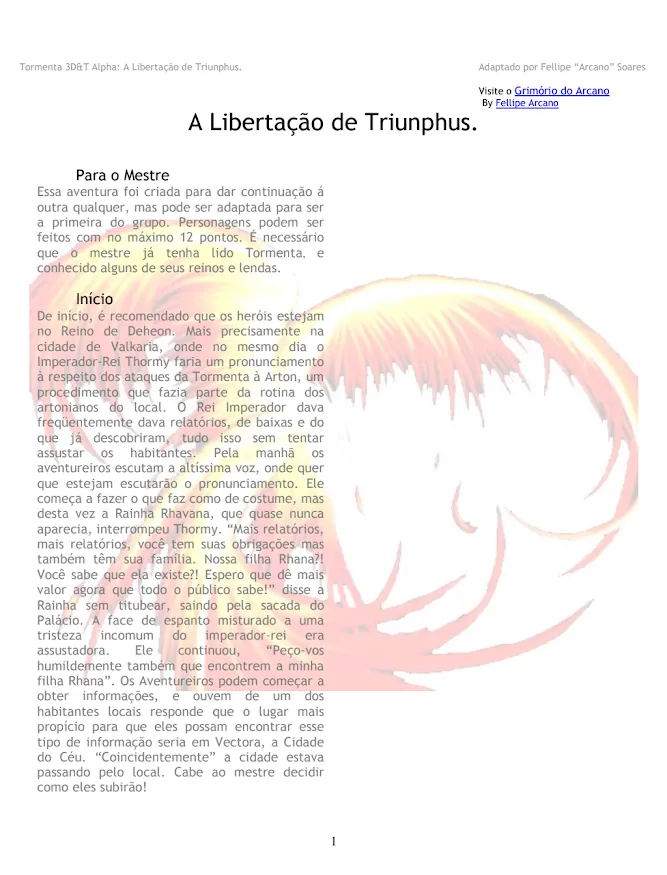 Tormenta 3D&T Alpha: A Libertação de Triunphus.
Adaptado por Fellipe “Arcano” Soares
Visite o Grimório do Arcano
By Fellipe Arcano
A Libertação de Triunphus.
Para o Mestre
Essa aventura foi criada para dar continuação á
outra qualquer, mas pode ser adaptada para ser
a primeira do grupo. Personagens podem ser
feitos com no máximo 12 pontos. É necessário
que o mestre já tenha lido Tormenta, e
conhecido alguns de seus reinos e lendas.
Início
De início, é recomendado que os heróis estejam
no Reino de Deheon. Mais precisamente na
cidade de Valkaria, onde no mesmo dia o
Imperador-Rei Thormy faria um pronunciamento
à respeito dos ataques da Tormenta à Arton, um
procedimento que fazia parte da rotina dos
artonianos do local. O Rei Imperador dava
freqüentemente dava relatórios, de baixas e do
que já descobriram, tudo isso sem tentar
assustar os habitantes. Pela manhã os
aventureiros escutam a altíssima voz, onde quer
que estejam escutarão o pronunciamento. Ele
começa a fazer o que faz como de costume, mas
desta vez a Rainha Rhavana, que quase nunca
aparecia, interrompeu Thormy. “Mais relatórios,
mais relatórios, você tem suas obrigações mas
também têm sua família. Nossa filha Rhana?!
Você sabe que ela existe?! Espero que dê mais
valor agora que todo o público sabe!” disse a
Rainha sem titubear, saindo pela sacada do
Palácio. A face de espanto misturado a uma
tristeza incomum do imperador-rei era
assustadora. Ele continuou, “Peço-vos
humildemente também que encontrem a minha
filha Rhana”. Os Aventureiros podem começar a
obter informações, e ouvem de um dos
habitantes locais responde que o lugar mais
propício para que eles possam encontrar esse
tipo de informação seria em Vectora, a Cidade
do Céu. “Coincidentemente” a cidade estava
passando pelo local. Cabe ao mestre decidir
como eles subirão!
1